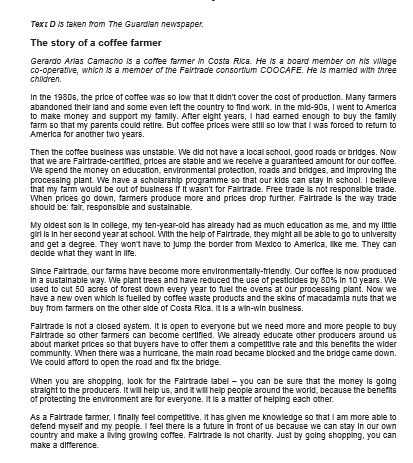 Text D is taken from The Guardian newspaper.
The story of a coffee farmer
Gerardo Arias Camacho is a coffee farmer in Costa Rica. He is a board member on his village
co-operative, which is a member of the Fairtrade consortium COOCAFE. He is married with three
children.
In the 1980s, the price of coffee was so low that it didn't cover the cost of production. Many farmers
abandoned their land and some even left the country to find work. In the mid-90s, I went to America
to make money and support my family. After eight years, I had earned enough to buy the family
farm so that my parents could retire. But coffee prices were still so low that I was forced to return to
America for another two years.
Then the coffee business was unstable. We did not have a local school, good roads or bridges. Now
that we are Fairtrade-certified, prices are stable and we receive a guaranteed amount for our coffee.
We spend the money on education, environmental protection, roads and bridges, and improving the
processing plant. We have a scholarship programme so that our kids can stay in school. I believe
that my farm would be out of business if it wasn't for Fairtrade. Free trade is not responsible trade.
When prices go down, farmers produce more and prices drop further. Fairtrade is the way trade
should be: fair, responsible and sustainable.
My oldest son is in college, my ten-year-old has already had as much education as me, and my little
girl is in her second year at school. With the help of Fairtrade, they might all be able to go to university
and get a degree. They won't have to jump the border from Mexico to America, like me. They can
decide what they want in life.
Since Fairtrade, our farms have become more environmentally-friendly. Our coffee is now produced
in a sustainable way. We plant trees and have reduced the use of pesticides by 80% in 10 years. We
used to cut 50 acres of forest down every year to fuel the ovens at our processing plant. Now we
have a new oven which is fuelled by coffee waste products and the skins of macadamia nuts that we
buy from farmers on the other side of Costa Rica. It is a win-win business.
Fairtrade is not a closed system. It is open to everyone but we need more and more people to buy
Fairtrade so other farmers can become certified. We already educate other producers around us
about market prices so that buyers have to offer them a competitive rate and this benefits the wider
community. When there was a hurricane, the main road became blocked and the bridge came down.
We could afford to open the road and fix the bridge.
When you are shopping, look for the Fairtrade label – you can be sure that the money is going
straight to the producers. It will help us, and it will help people around the world, because the benefits
of protecting the environment are for everyone. It is a matter of helping each other.
As a Fairtrade farmer, I finally feel competitive. It has given me knowledge so that I am more able to
defend myself and my people. I feel there is a future in front of us because we can stay in our own
country and make a living growing coffee. Fairtrade is not charity. Just by going shopping, you can
make a difference.